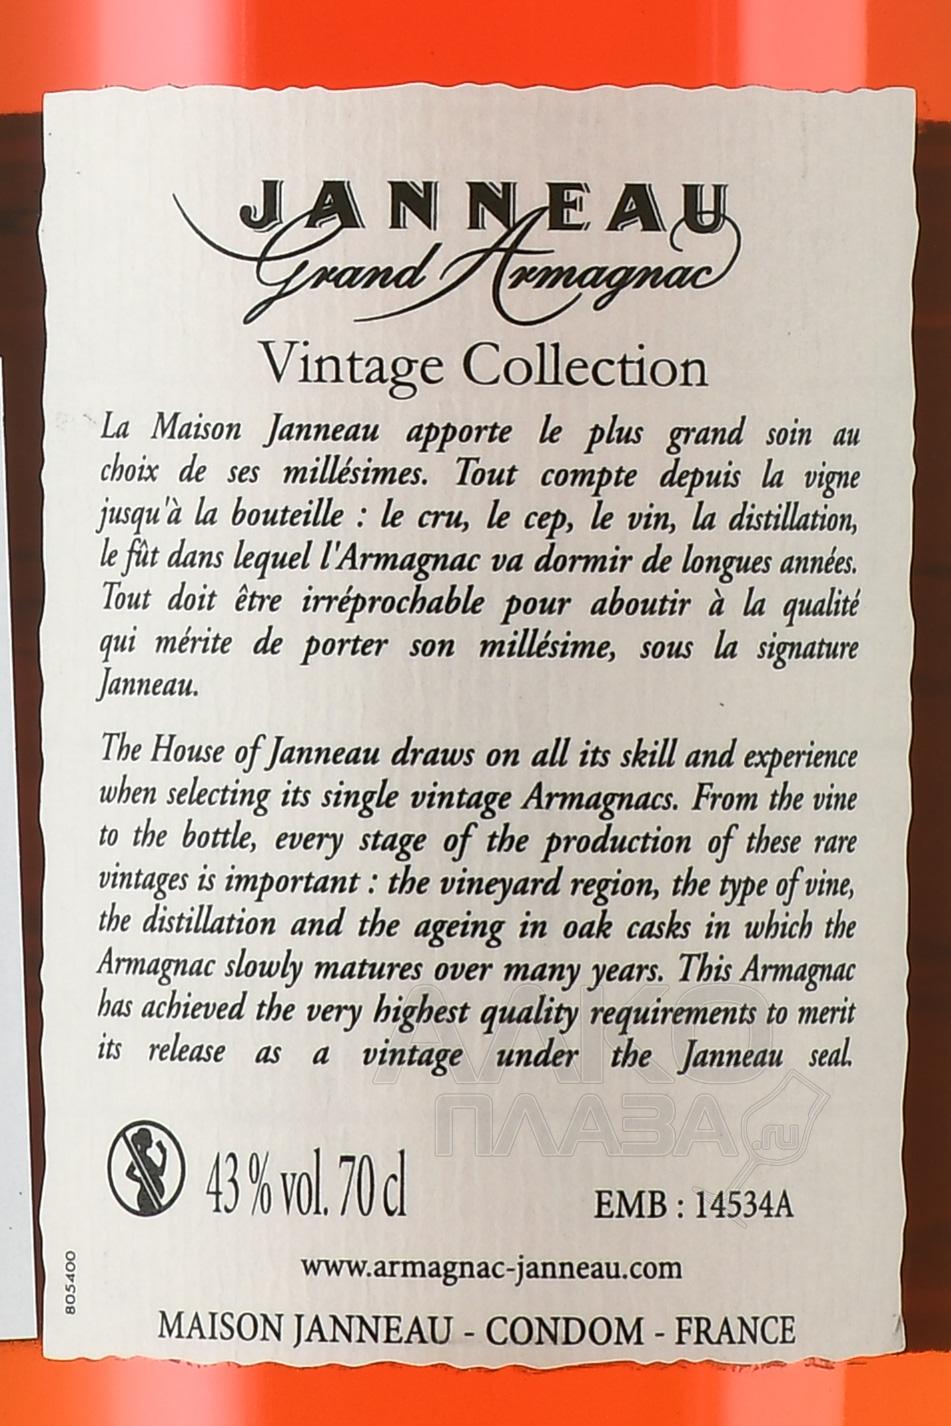 JANNEAU
Grand Armagnac
Vintage Collection
La Maison Janneau apporte le plus grand soin au
choix de ses millésimes. Tout compte depuis la vigne
jusqu'à la bouteille : le cru, le cep, le vin, la distillation,
le fût dans lequel l'Armagnac va dormir de longues années.
Tout doit être irréprochable pour aboutir à la qualité
qui mérite de porter son millésime, sous la signature
Janneau.
The House of Janneau draws on all its skill and experience
when selecting its single vintage Armagnacs. From the vine
to the bottle, every stage of the production of these rare
vintages is important : the vineyard region, the type of vine,
the distillation and the ageing in oak casks in which the
Armagnac slowly matures over many years. This Armagnac
has achieved the very highest quality requirements to merit
its release as a vintage under the Janneau seal.
АЛКО
ПЛАЗА
.ru
43 % vol. 70 cl
EMB : 14534A
www.armagnac-janneau.com
805400
MAISON JANNEAU - CONDOM - FRANCE